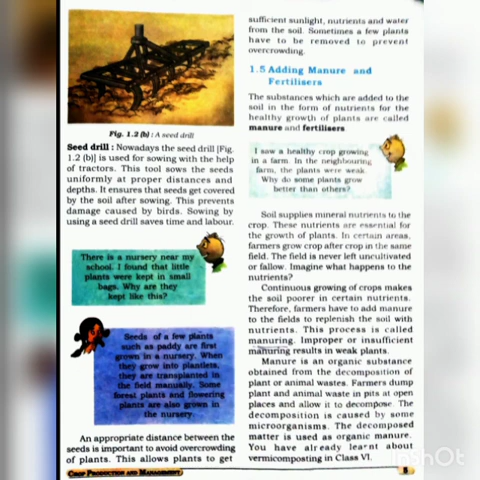 Fig. 1.2 (b) : A seed drill
Seed drill : Nowadays the seed drill [Fig.
1.2 (b)] is used for sowing with the help
of tractors. This tool sows the seeds
uniformly at proper distances and
depths. It ensures that seeds get covered
by the soil after sowing. This prevents
damage caused by birds. Sowing by
using a seed drill saves time and labour.
There is a nursery near my
school. I found that little
plants were kept in small
bags. Why are they
kept like this?
Seeds of a few plants
such as paddy are first
grown in a nursery. When
they grow into plantlets,
they are transplanted in
the field manually. Some
forest plants and flowering
plants are also grown in
the nursery.
An appropriate distance between the
seeds is important to avoid overcrowding
of plants. This allows plants to get
CROP PRODUCTION AND MANAGEMENT
sufficient sunlight, nutrients and water
from the soil. Sometimes a few plants
have to be removed to prevent
overcrowding.
1.5 Adding Manure and
Fertilisers
The substances which are added to the
soil in the form of nutrients for the
healthy growth of plants are called
manure and fertilisers
I saw a healthy crop growing
in a farm. In the neighbouring
farm, the plants were weak.
Why do some plants grow
better than others?
Soil supplies mineral nutrients to the
crop. These nutrients are essential for
the growth of plants. In certain areas,
farmers grow crop after crop in the same
field. The field is never left uncultivated
or fallow. Imagine what happens to the
nutrients?
Continuous growing of crops makes
the soil poorer in certain nutrients.
Therefore, farmers have to add manure
to the fields to replenish the soil with
nutrients. This process is called
manuring. Improper or insufficient
manuring results in weak plants.
Manure is an organic substance
obtained from the decomposition of
plant or animal wastes. Farmers dump
plant and animal waste in pits at open
places and allow it to decompose. The
decomposition is caused by some
microorganisms. The decomposed
matter is used as organic manure.
You have already learnt about
vermicomposting in Class VI.
5
InShOt